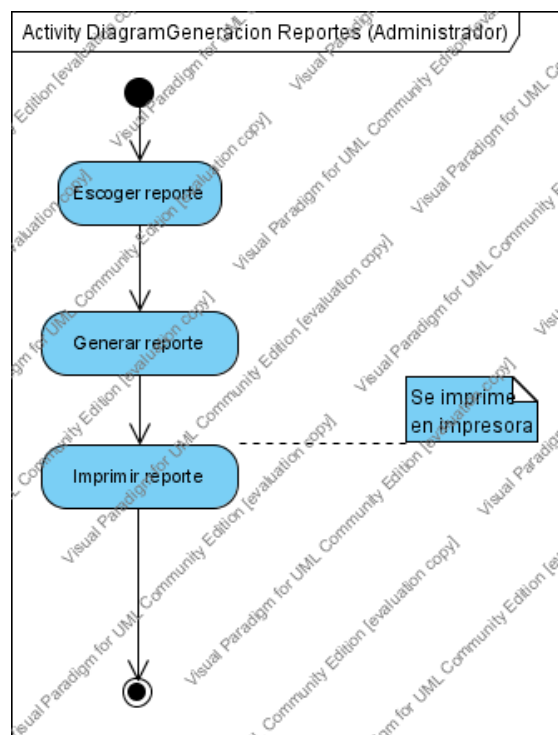 Activity DiagramGeneracion Reportes (Administrador)
Escoger reporte
Generar reporte
Se imprime
en impresora
Imprimir reporte
Visual Paradigm for UML Community Edition [evaluation copy]